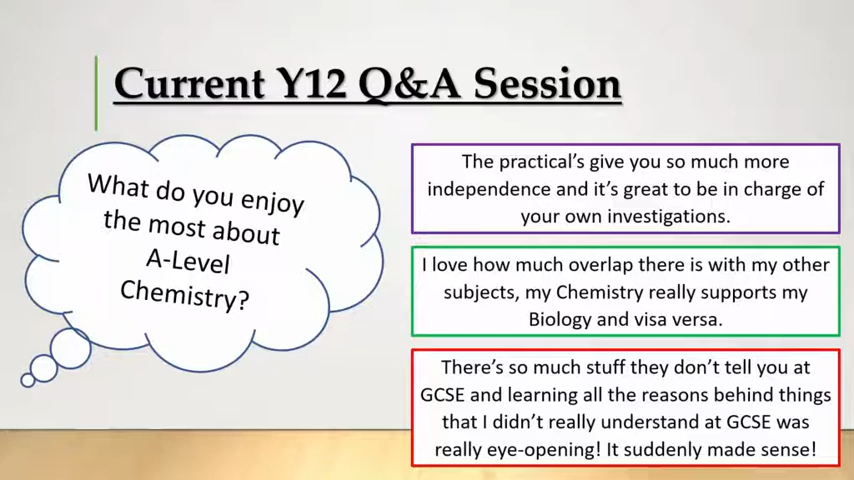 Current Y12 Q&A Session
What do you enjoy
the most about
A-Level
Chemistry?
The practical's give you so much more
independence and it's great to be in charge of
your own investigations.
I love how much overlap there is with my other
subjects, my Chemistry really supports my
Biology and visa versa.
There's so much stuff they don't tell you at
GCSE and learning all the reasons behind things
that I didn't really understand at GCSE was
really eye-opening! It suddenly made sense!